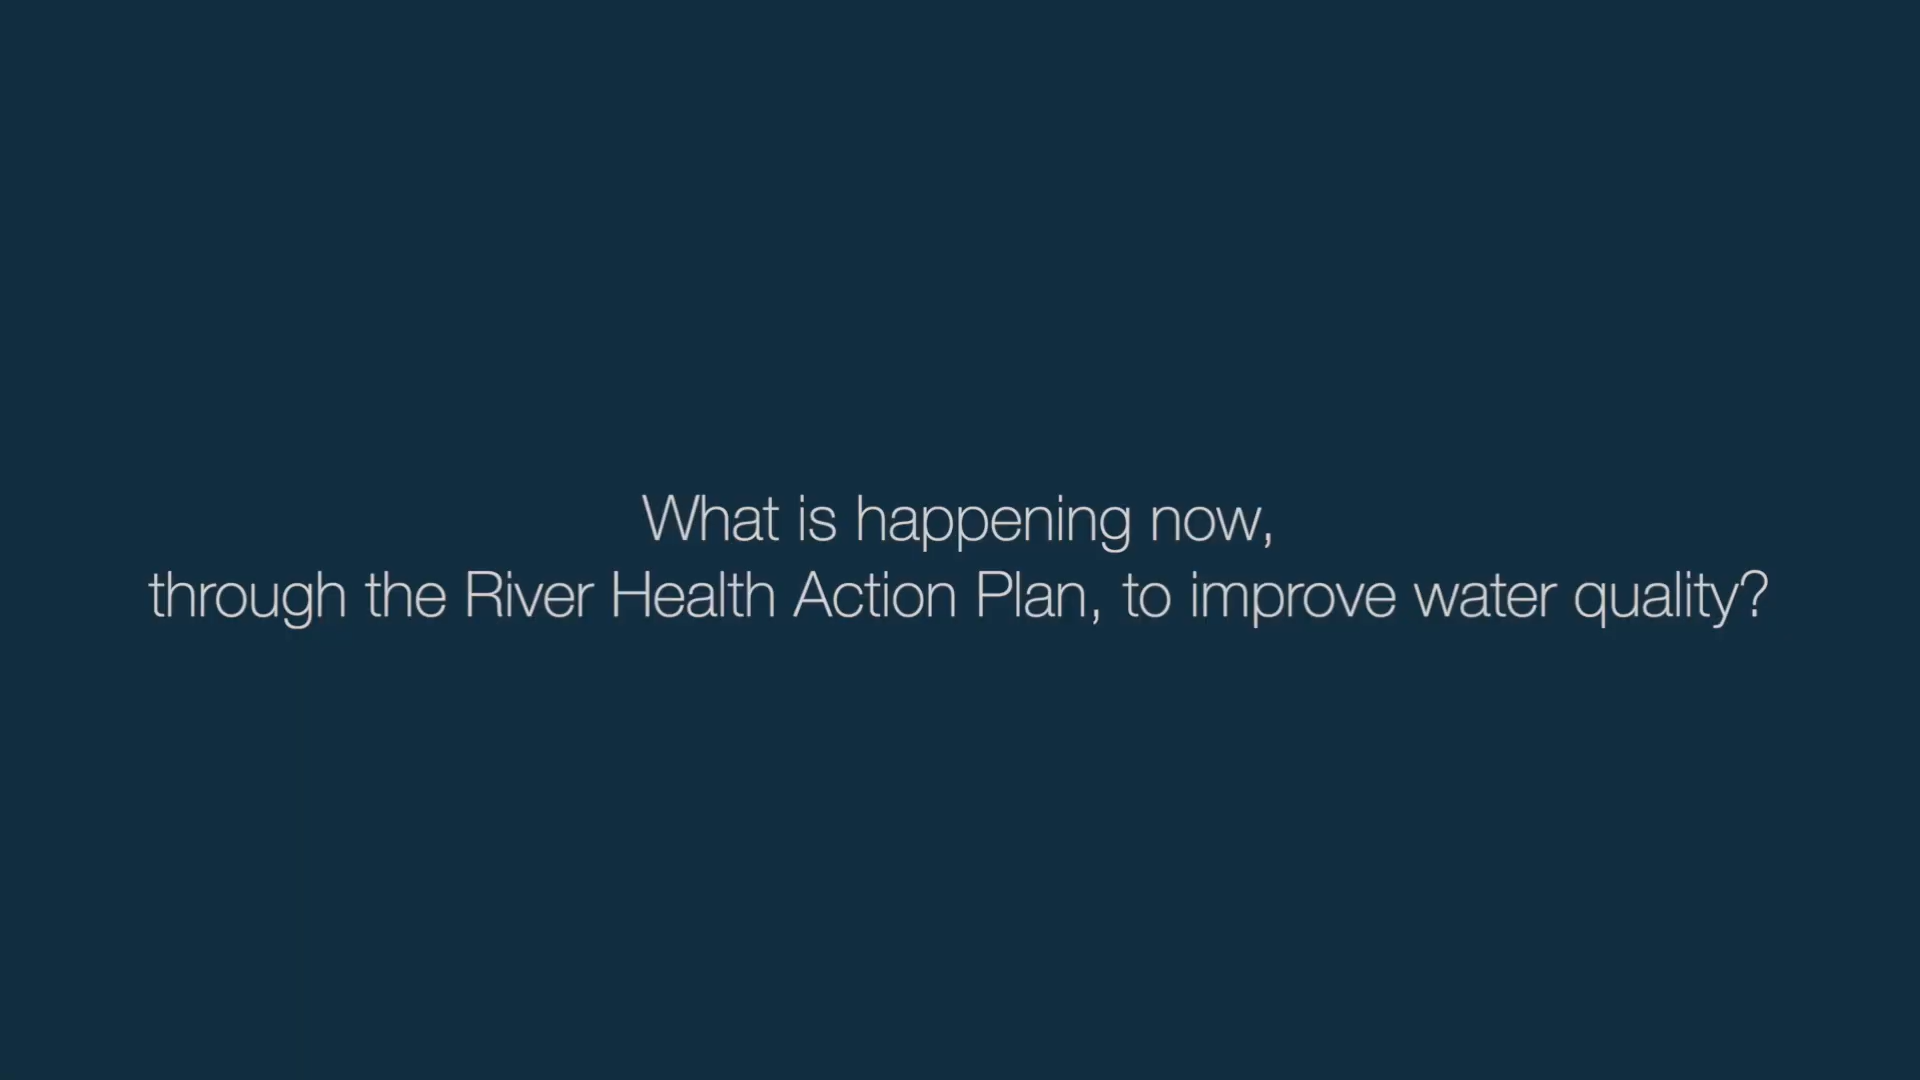 What is happening now,
through the River Health Action Plan, to improve water quality?